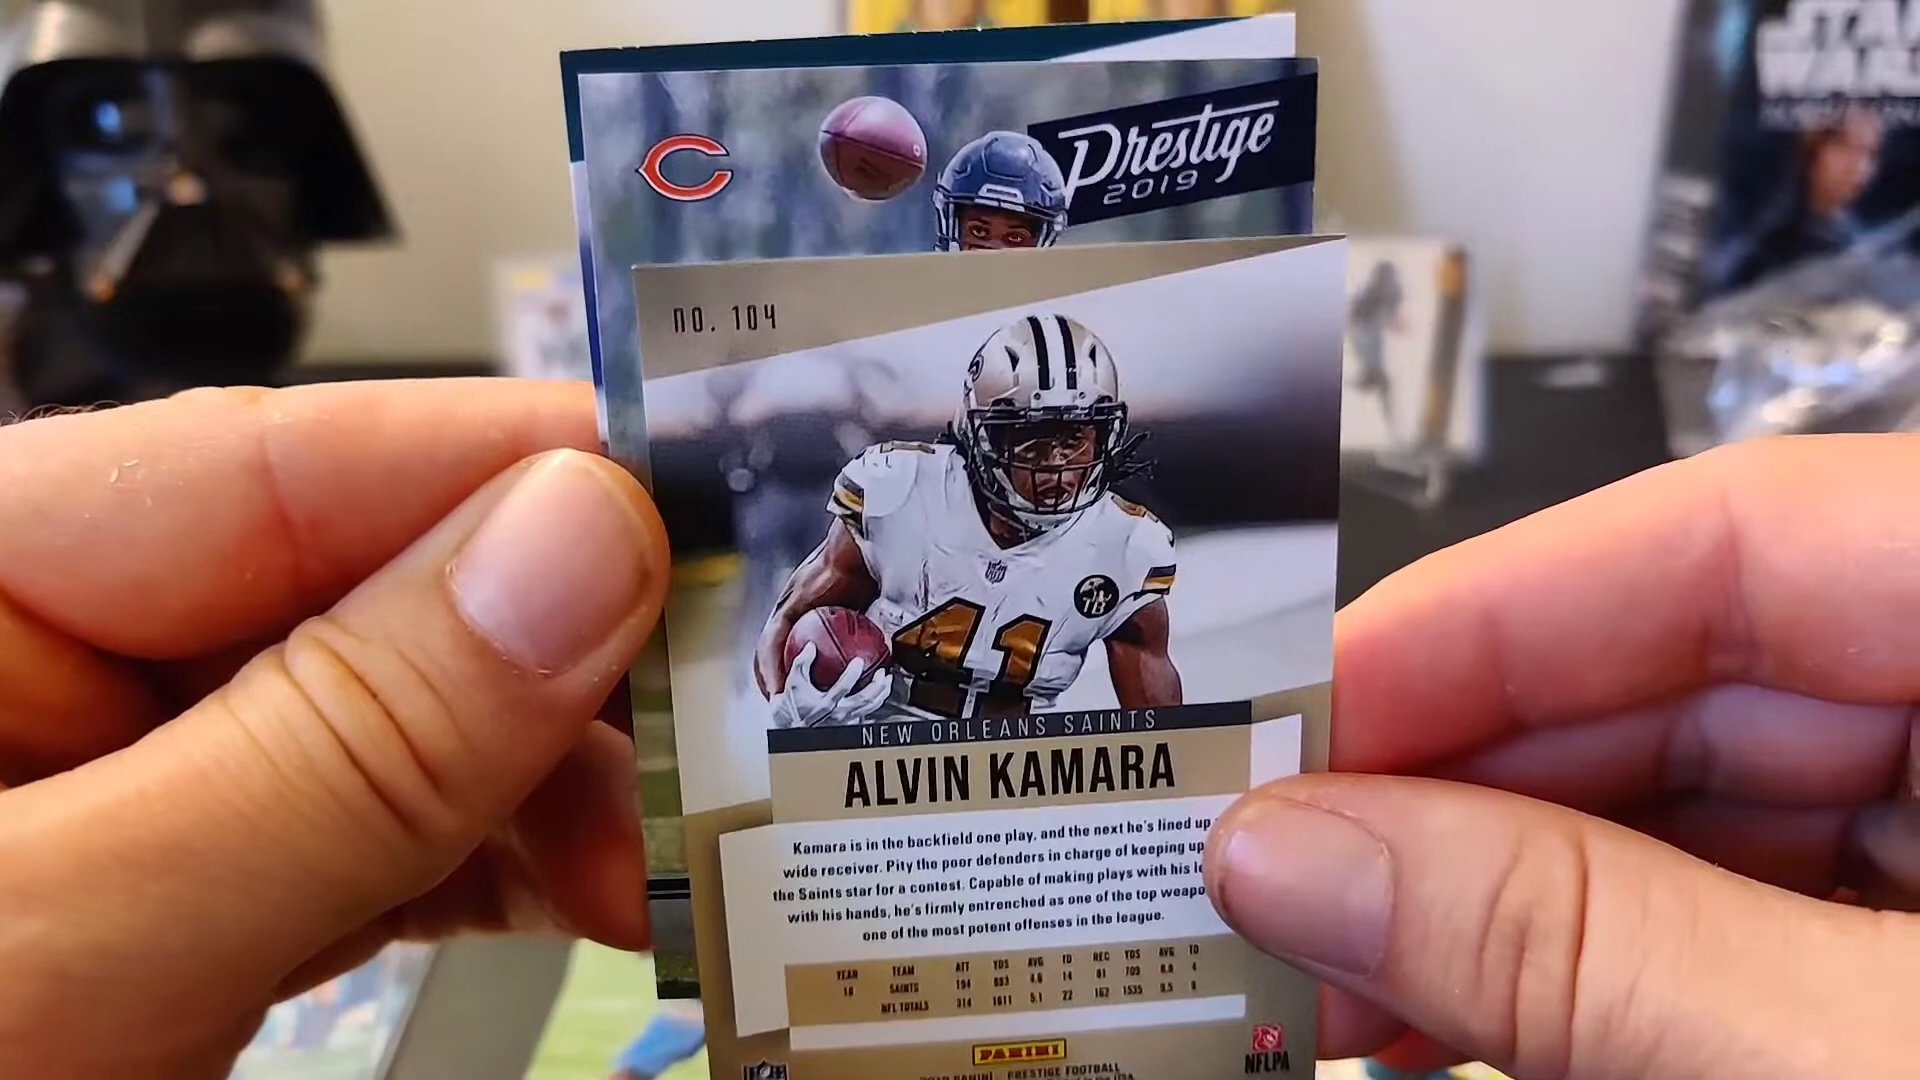 STAR
WARS
Prestige
2019
NO. 104
TB
41
NEW ORLEANS SAINTS
ALVIN KAMARA
Kamara is in the backfield one play, and the next he's lined up
wide receiver. Pity the poor defenders in charge of keeping up
the Saints star for a contest. Capable of making plays with his
with his hands, he's firmly entrenched as one of the top
one of the most potent offenses in the league.
YEAR TEAM ATT YDS AVG TD REC YDS AVG TD
18 SAINTS 194 883 4.6 14 81 709 8.8 4
NFL TOTALS 314 1611 5.1 22 162 1535 9.5 9
PANINI
NFLPA
2019 PANINI - PRESTIGE FOOTBALL